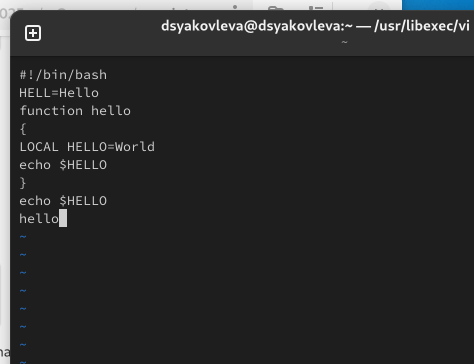 dsyakovleva@dsyakovleva:~ — /usr/libexec/vi
~
#!/bin/bash
HELL=Hello
function hello
{
LOCAL HELLO=World
echo $HELLO
}
echo $HELLO
hello
~
~
~
~
~
~
~
~